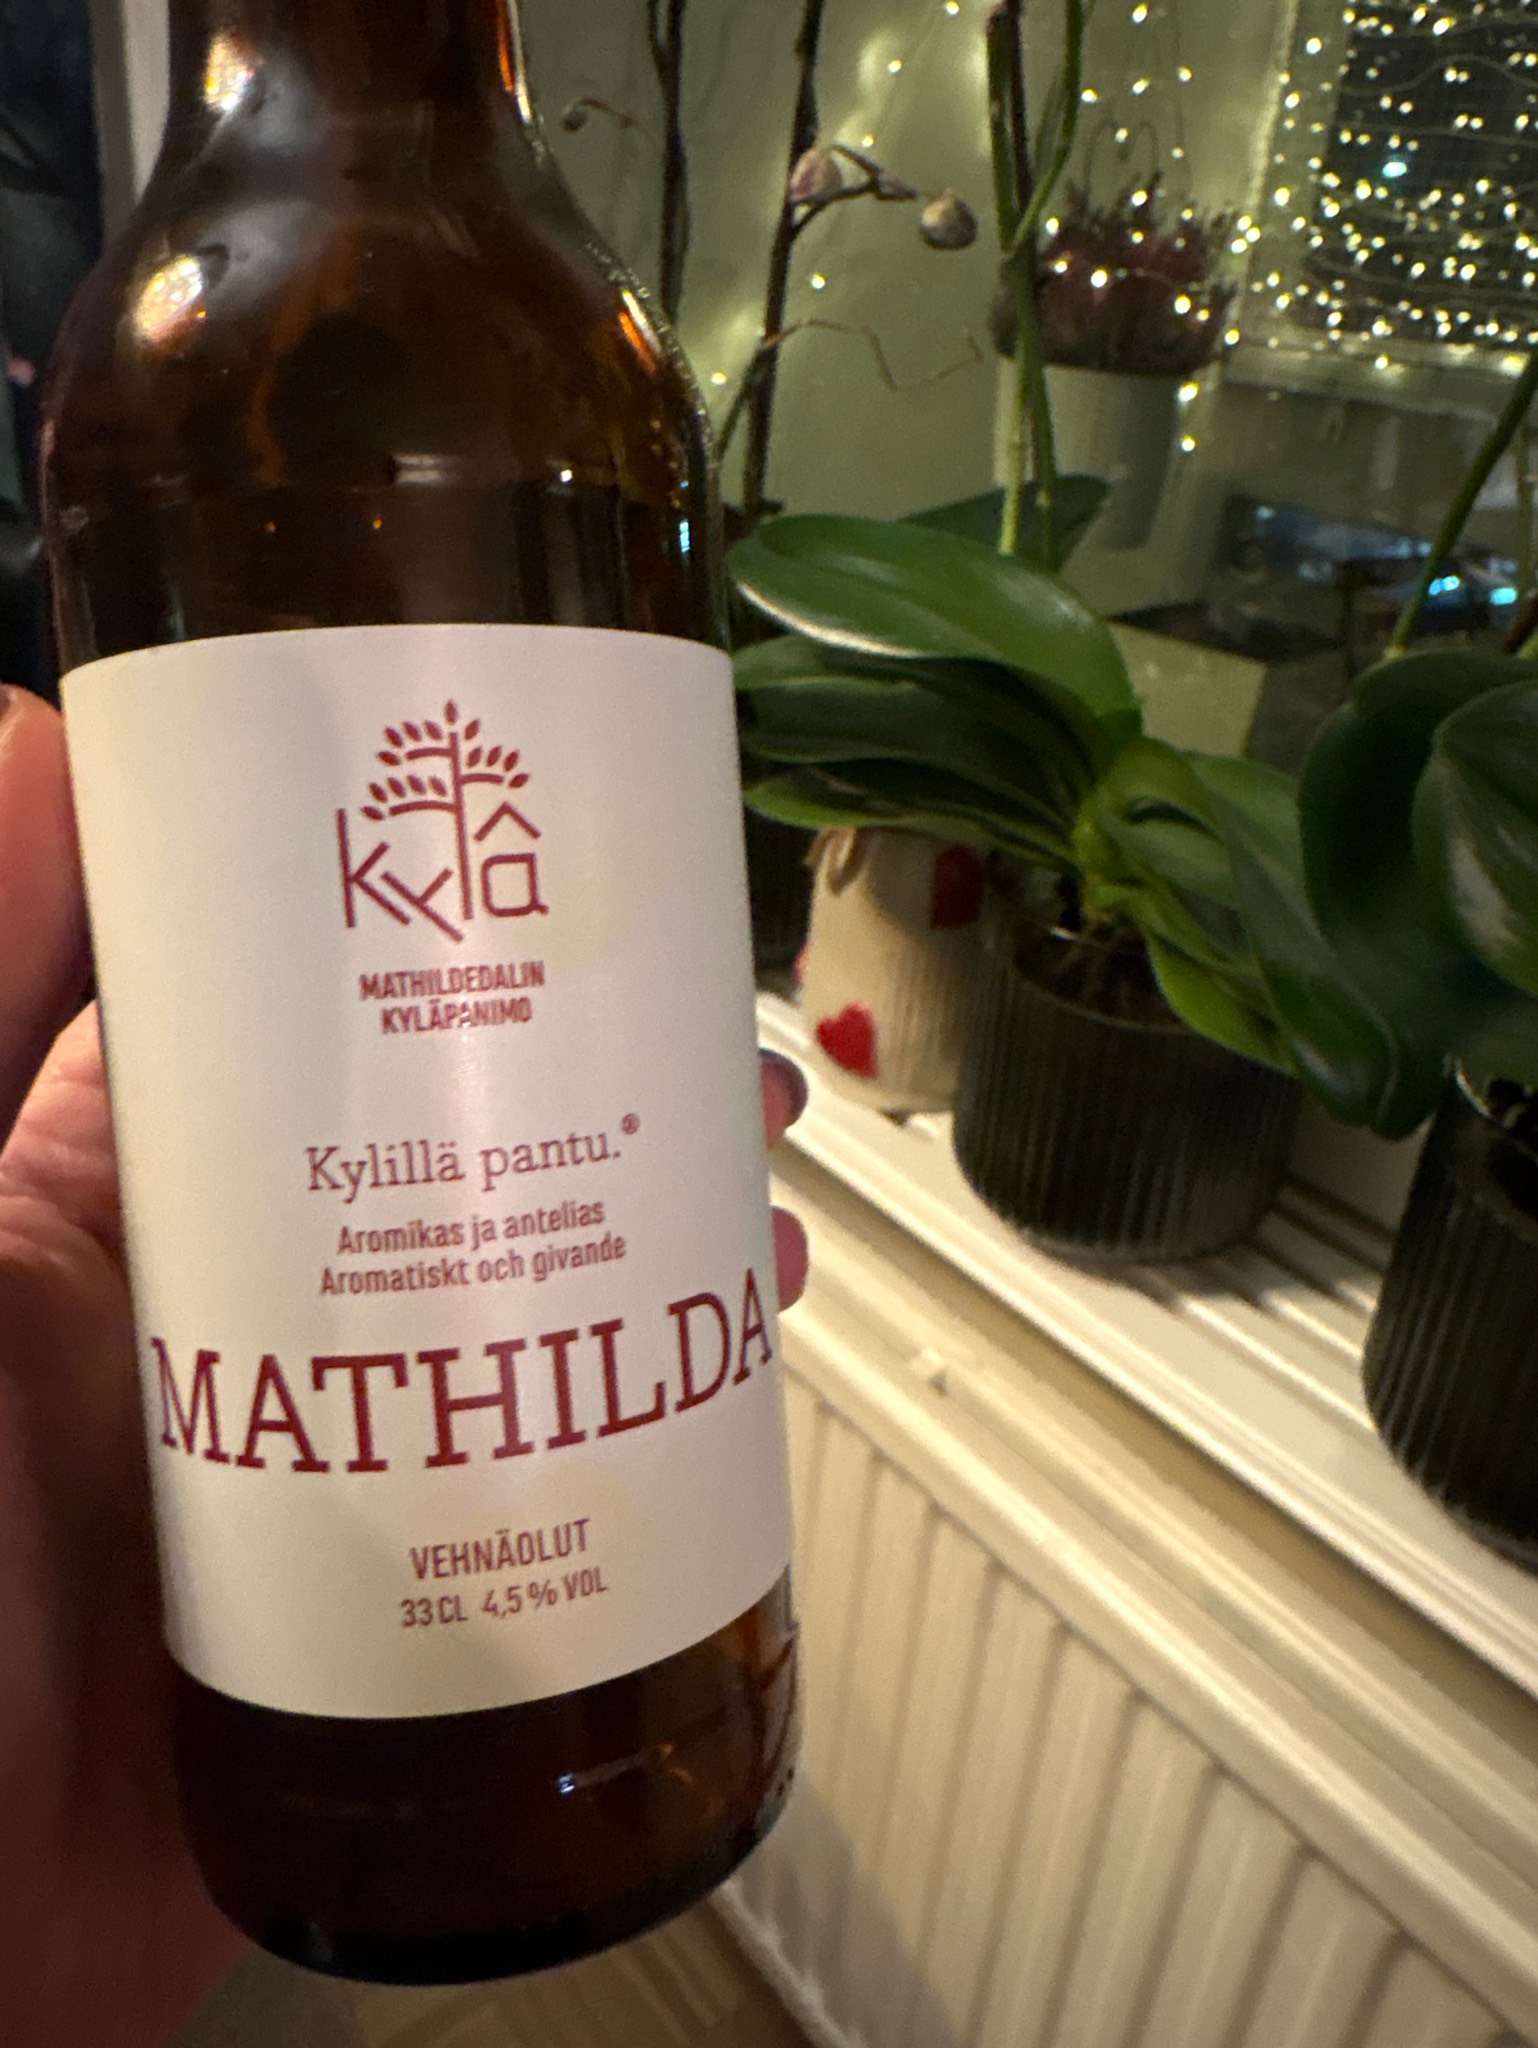 kylâ
MATHILDEDALIN
KYLÄPANIMO
Kylillä pantu.®
Aromikas ja antelias
Aromatiskt och givande
MATHILDA
VEHNÄOLUT
33 CL 4,5 % VOL